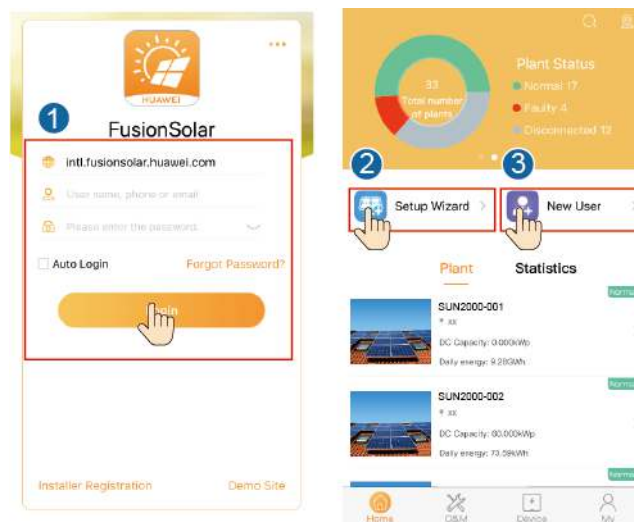 HUAWEI
1
FusionSolar
intl.fusionsolar.huawei.com
User name, phone or email
Please enter the password.
Auto Login
Forgot Password?
Installer Registration
Demo Site
Plant Status
33
Total number
of plants
Normal 17
Faulty 4
Disconnected 12
2
3
Setup Wizard
New User
Plant
Statistics
SUN2000-001
xx
DC Capacity: 0.000kWp
Daily energy: 9.28GWh
SUN2000-002
xx
DC Capacity: 60.000kWp
Daily energy: 73.59kWh
Home
O&M
Device
My